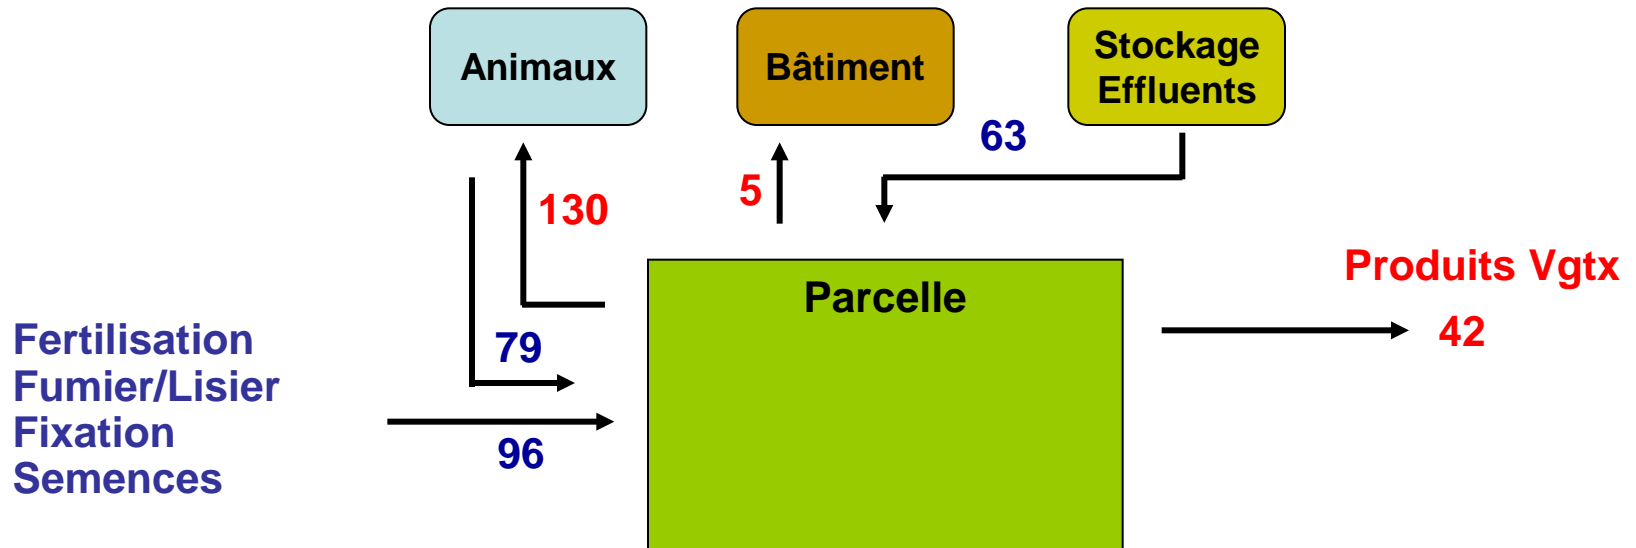 Animaux
Bâtiment
Stockage
Effluents
63
130
5
Parcelle
Produits Vgtx
42
Fertilisation
Fumier/Lisier
Fixation
Semences
79
96